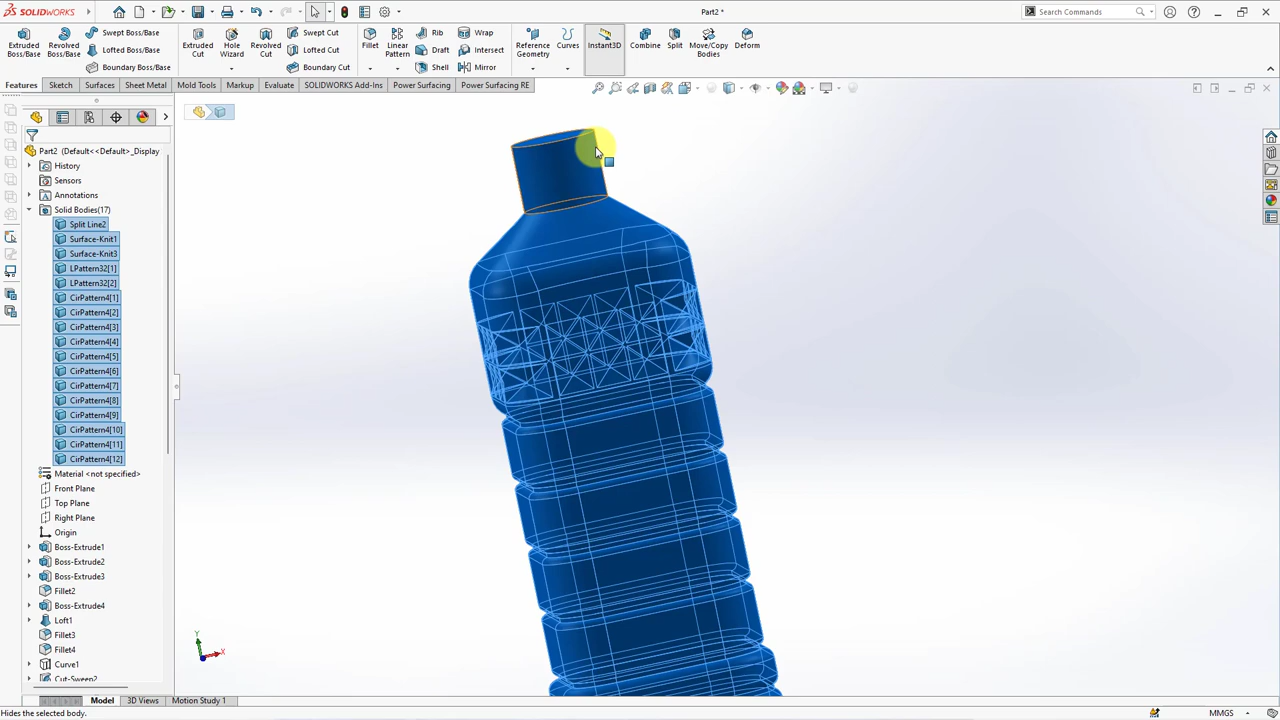 SOLIDWORKS
Part2 *
Search Commands
Extruded Boss/Base
Revolved Boss/Base
Swept Boss/Base
Lofted Boss/Base
Boundary Boss/Base
Extruded Cut
Hole Wizard
Revolved Cut
Swept Cut
Lofted Cut
Boundary Cut
Fillet
Linear Pattern
Rib
Draft
Shell
Wrap
Intersect
Mirror
Reference Geometry
Curves
Instant3D
Combine
Split
Move/Copy Bodies
Deform
Features
Sketch
Surfaces
Sheet Metal
Mold Tools
Markup
Evaluate
SOLIDWORKS Add-Ins
Power Surfacing
Power Surfacing RE
Part2 (Default<<Default>_Display
History
Sensors
Annotations
Solid Bodies(17)
Split Line2
Surface-Knit1
Surface-Knit3
LPattern32[1]
LPattern32[2]
CirPattern4[1]
CirPattern4[2]
CirPattern4[3]
CirPattern4[4]
CirPattern4[5]
CirPattern4[6]
CirPattern4[7]
CirPattern4[8]
CirPattern4[9]
CirPattern4[10]
CirPattern4[11]
CirPattern4[12]
Material <not specified>
Front Plane
Top Plane
Right Plane
Origin
Boss-Extrude1
Boss-Extrude2
Boss-Extrude3
Fillet2
Boss-Extrude4
Loft1
Fillet3
Fillet4
Curve1
Cut-Sweep2
Y
X
Model
3D Views
Motion Study 1
Hides the selected body.
MMGS